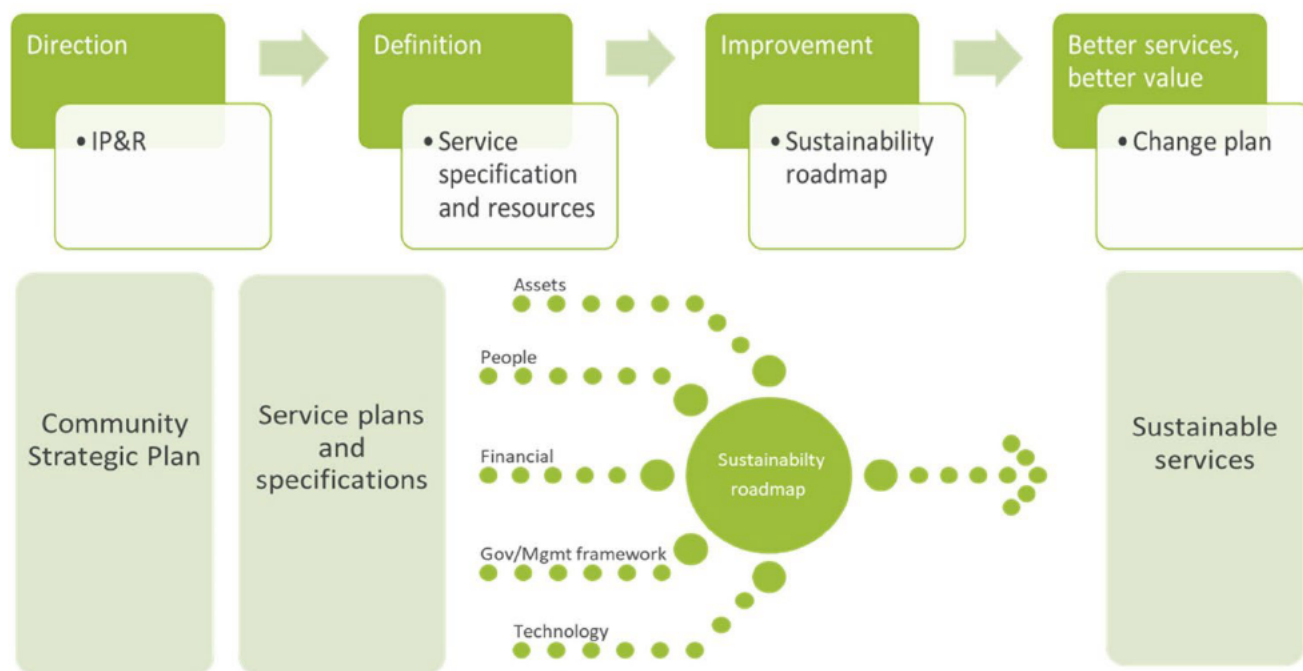 Direction
• IP&R
Definition
• Service
specification
and resources
Improvement
• Sustainability
roadmap
Better services,
better value
• Change plan
Community
Strategic Plan
Service plans
and
specifications
Assets
People
Financial
Gov/Mgmt framework
Technology
Sustainabilty
roadmap
Sustainable
services